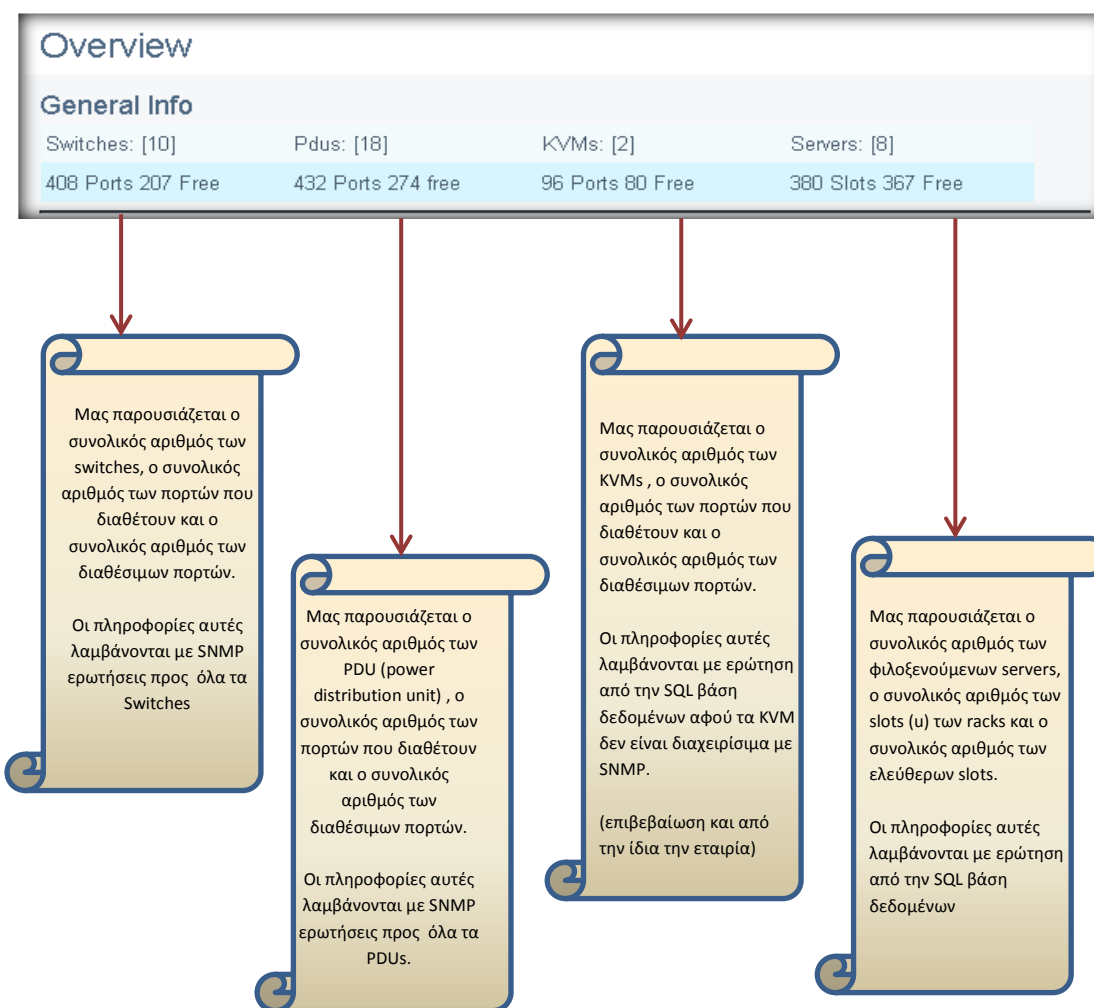 Overview
General Info
Switches: [10] Pdus: [18] KVMs: [2] Servers: [8]
408 Ports 207 Free 432 Ports 274 free 96 Ports 80 Free 380 Slots 367 Free
Μας παρουσιάζεται ο
συνολικός αριθμός των
switches, ο συνολικός
αριθμός των πορτών που
διαθέτουν και ο
συνολικός αριθμός των
διαθέσιμων πορτών.
Οι πληροφορίες αυτές
λαμβάνονται με SNMP
ερωτήσεις προς όλα τα
Switches
Μας παρουσιάζεται ο
συνολικός αριθμός των
PDU (power
distribution unit) , ο
συνολικός αριθμός των
πορτών που διαθέτουν
και ο συνολικός
αριθμός των
διαθέσιμων πορτών.
Οι πληροφορίες αυτές
λαμβάνονται με SNMP
ερωτήσεις προς όλα τα
PDUs.
Μας παρουσιάζεται ο
συνολικός αριθμός των
KVMs , ο συνολικός
αριθμός των πορτών που
διαθέτουν και ο
συνολικός αριθμός των
διαθέσιμων πορτών.
Οι πληροφορίες αυτές
λαμβάνονται με ερώτηση
από την SQL βάση
δεδομένων αφού τα KVM
δεν είναι διαχειρίσιμα με
SNMP.
(επιβεβαίωση και από
την ίδια την εταιρία)
Μας παρουσιάζεται ο
συνολικός αριθμός των
φιλοξενούμενων servers,
ο συνολικός αριθμός των
slots (u) των racks και ο
συνολικός αριθμός των
ελεύθερων slots.
Οι πληροφορίες αυτές
λαμβάνονται με ερώτηση
από την SQL βάση
δεδομένων